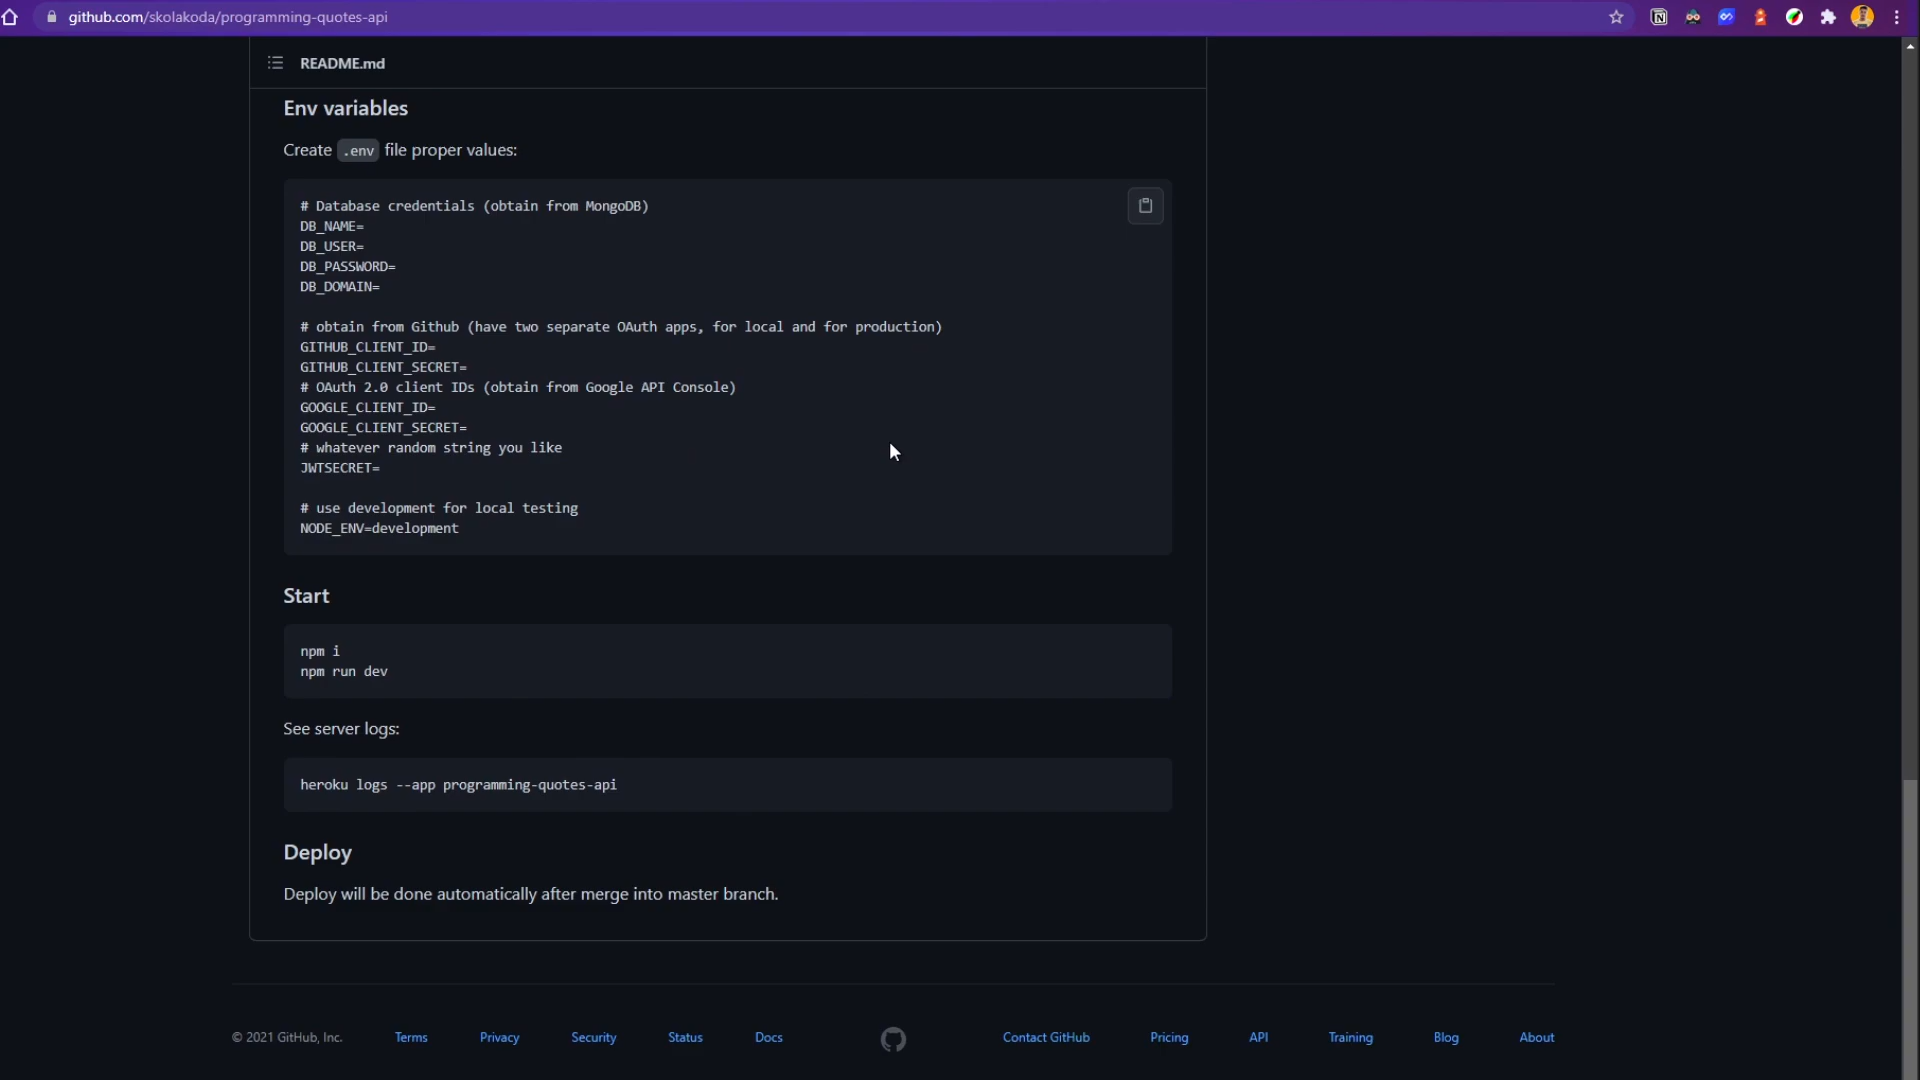 github.com/skolakoda/programming-quotes-api
README.md
Env variables
Create .env file proper values:
# Database credentials (obtain from MongoDB)
DB_NAME=
DB_USER=
DB_PASSWORD=
DB_DOMAIN=
# obtain from Github (have two separate OAuth apps, for local and for production)
GITHUB_CLIENT_ID=
GITHUB_CLIENT_SECRET=
# OAuth 2.0 client IDs (obtain from Google API Console)
GOOGLE_CLIENT_ID=
GOOGLE_CLIENT_SECRET=
# whatever random string you like
JWTSECRET=
# use development for local testing
NODE_ENV=development
Start
npm i
npm run dev
See server logs:
heroku logs --app programming-quotes-api
Deploy
Deploy will be done automatically after merge into master branch.
© 2021 GitHub, Inc. Terms Privacy Security Status Docs Contact GitHub Pricing API Training Blog About